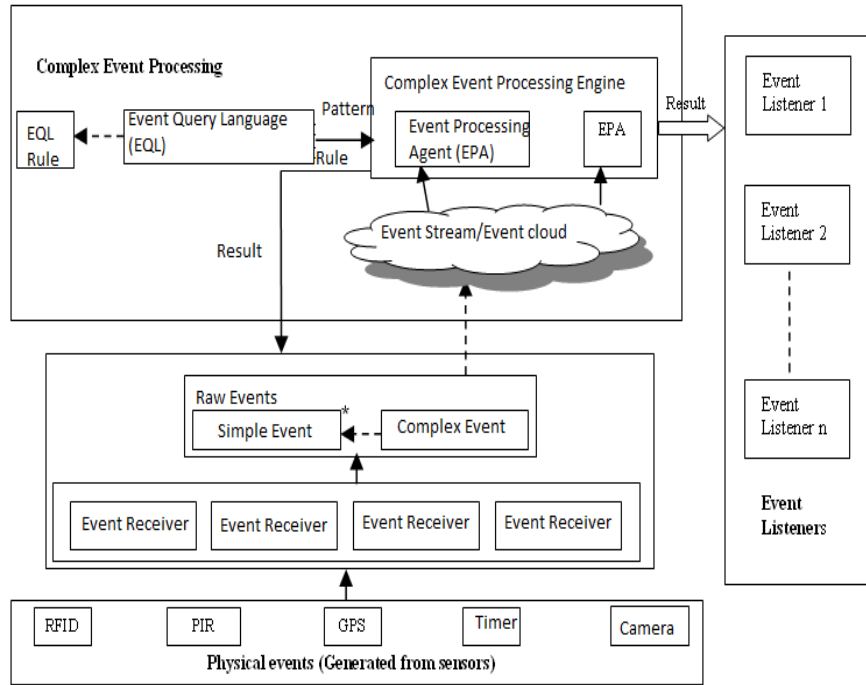 Complex Event Processing
EQL
Rule
Event Query Language
(EQL)
Pattern
Rule
Complex Event Processing Engine
Event Processing
Agent (EPA)
EPA
Event Stream/Event cloud
Result
Result
Event
Listener 1
Event
Listener 2
Event
Listener n
Event
Listeners
Raw Events
Simple Event
*
Complex Event
Event Receiver
Event Receiver
Event Receiver
Event Receiver
RFID
PIR
GPS
Timer
Camera
Physical events (Generated from sensors)